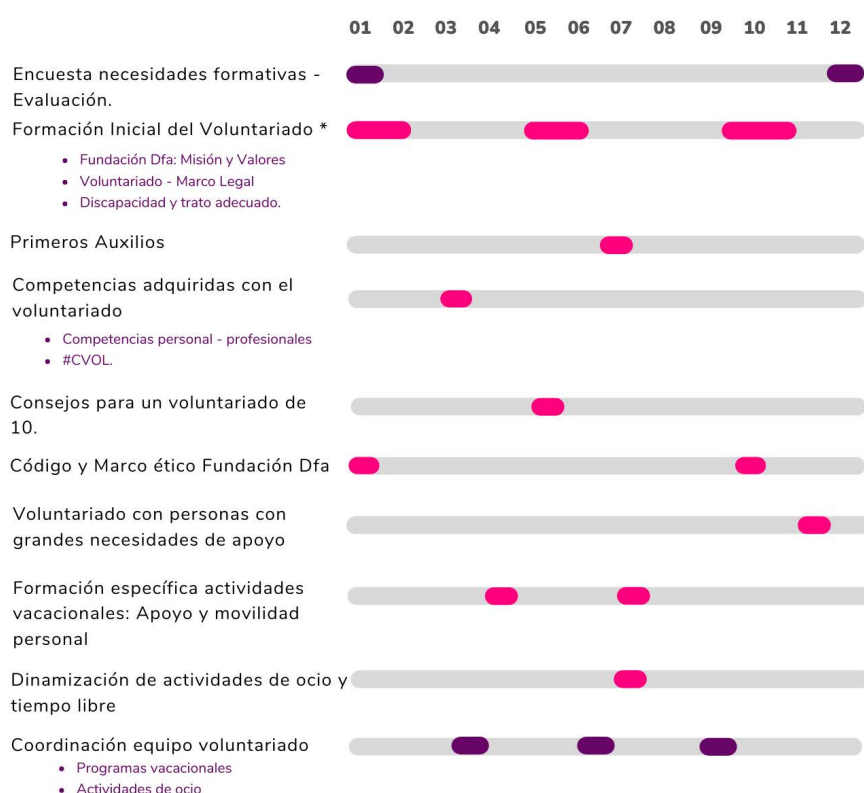 01 02 03 04 05 06 07 08 09 10 11 12
Encuesta necesidades formativas -
Evaluación.
Formación Inicial del Voluntariado *
• Fundación Dfa: Misión y Valores
• Voluntariado - Marco Legal
• Discapacidad y trato adecuado.
Primeros Auxilios
Competencias adquiridas con el
voluntariado
• Competencias personal - profesionales
• #CVOL.
Consejos para un voluntariado de
10.
Código y Marco ético Fundación Dfa
Voluntariado con personas con
grandes necesidades de apoyo
Formación específica actividades
vacacionales: Apoyo y movilidad
personal
Dinamización de actividades de ocio y
tiempo libre
Coordinación equipo voluntariado
• Programas vacacionales
• Actividades de ocio